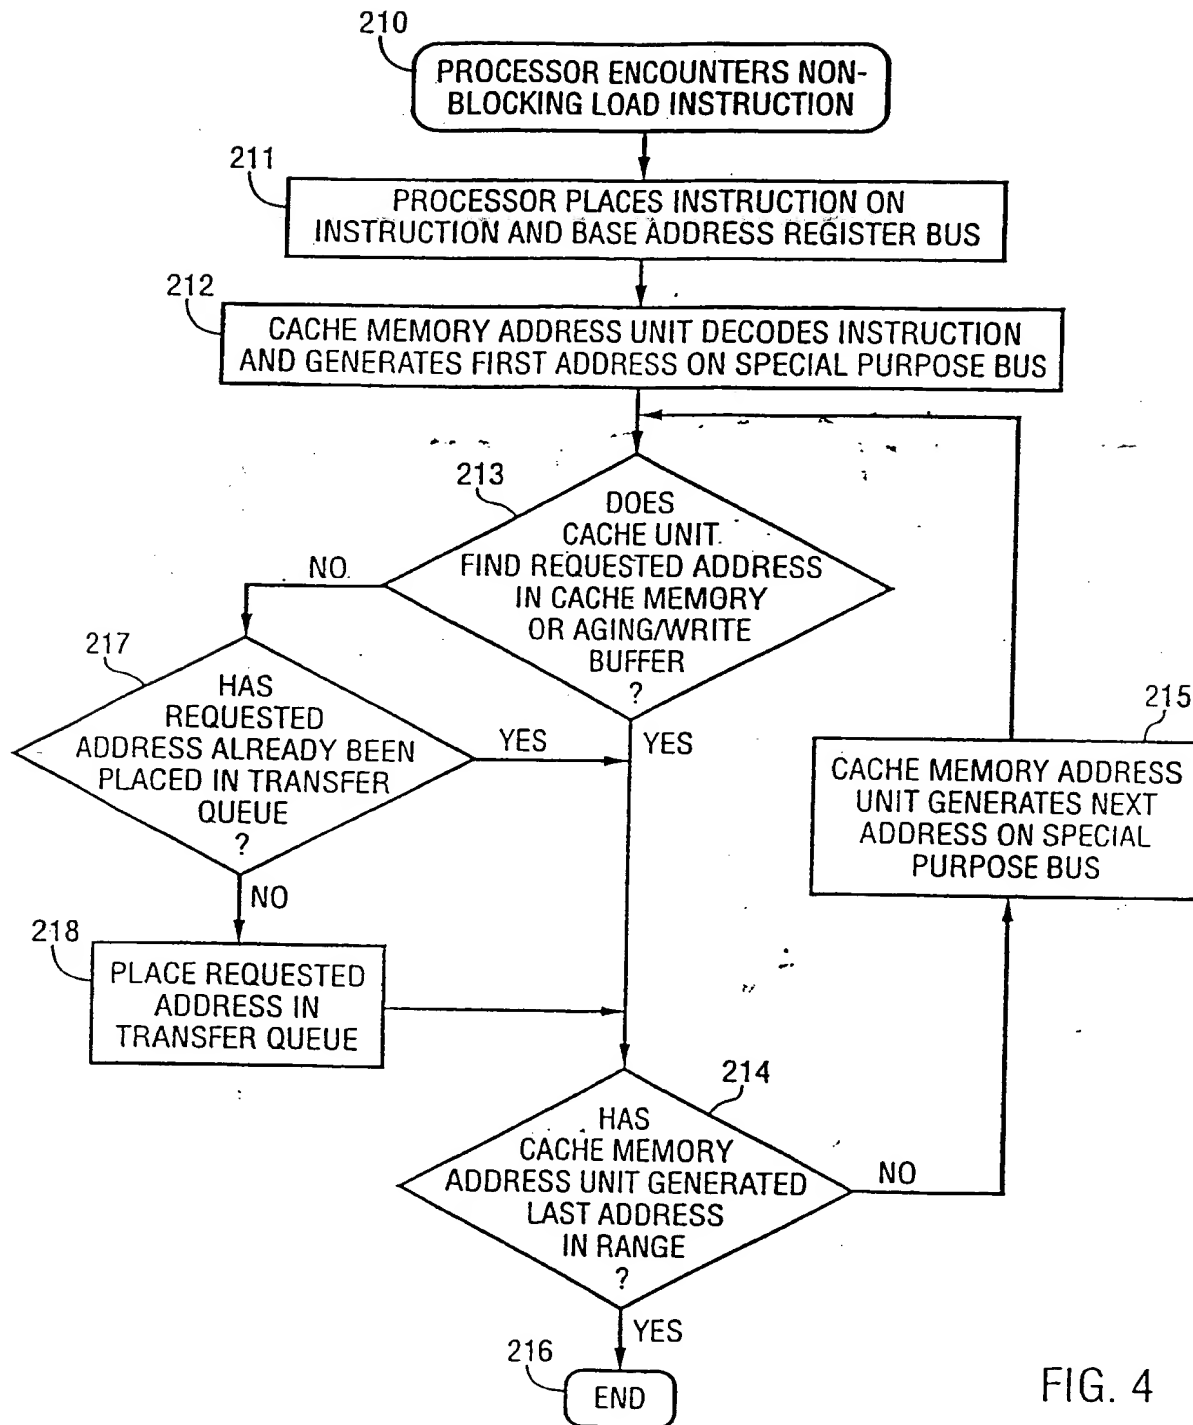 210
PROCESSOR ENCOUNTERS NON-
BLOCKING LOAD INSTRUCTION
211
PROCESSOR PLACES INSTRUCTION ON
INSTRUCTION AND BASE ADDRESS REGISTER BUS
212
CACHE MEMORY ADDRESS UNIT DECODES INSTRUCTION
AND GENERATES FIRST ADDRESS ON SPECIAL PURPOSE BUS
213
DOES
CACHE UNIT
FIND REQUESTED ADDRESS
IN CACHE MEMORY
OR AGING/WRITE
BUFFER
?
NO
YES
217
HAS
REQUESTED
ADDRESS ALREADY BEEN
PLACED IN TRANSFER
QUEUE
?
YES
NO
215
CACHE MEMORY ADDRESS
UNIT GENERATES NEXT
ADDRESS ON SPECIAL
PURPOSE BUS
218
PLACE REQUESTED
ADDRESS IN
TRANSFER QUEUE
214
HAS
CACHE MEMORY
ADDRESS UNIT GENERATED
LAST ADDRESS
IN RANGE
?
NO
YES
216
END
FIG. 4